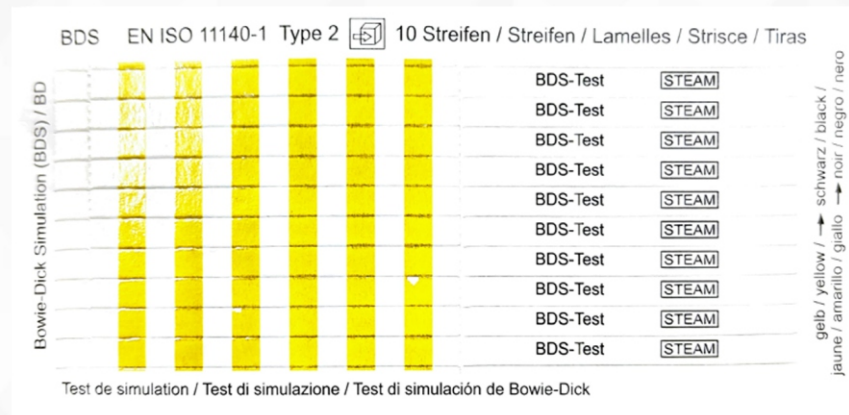 BDS EN ISO 11140-1 Type 2 10 Streifen / Streifen / Lamelles / Strisce / Tiras
Bowie-Dick Simulation (BDS) / BD
BDS-Test STEAM
BDS-Test STEAM
BDS-Test STEAM
BDS-Test STEAM
BDS-Test STEAM
BDS-Test STEAM
BDS-Test STEAM
BDS-Test STEAM
BDS-Test STEAM
BDS-Test STEAM
gelb / yellow / → schwarz / black /
jaune / amarillo / giallo → noir / negro / nero
Test de simulation / Test di simulazione / Test di simulación de Bowie-Dick